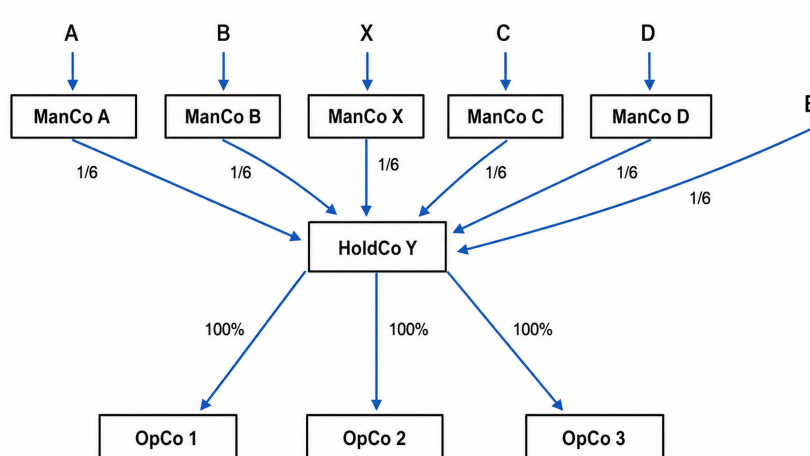 A
B
X
C
D
ManCo A
ManCo B
ManCo X
ManCo C
ManCo D
1/6
1/6
1/6
1/6
1/6
1/6
HoldCo Y
100%
100%
100%
OpCo 1
OpCo 2
OpCo 3